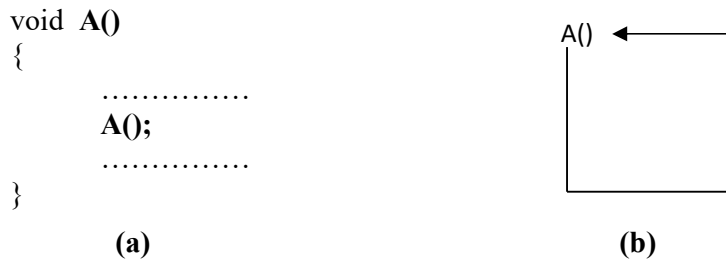 void A()
{
……………
A();
……………
}
(a)
A()
(b)